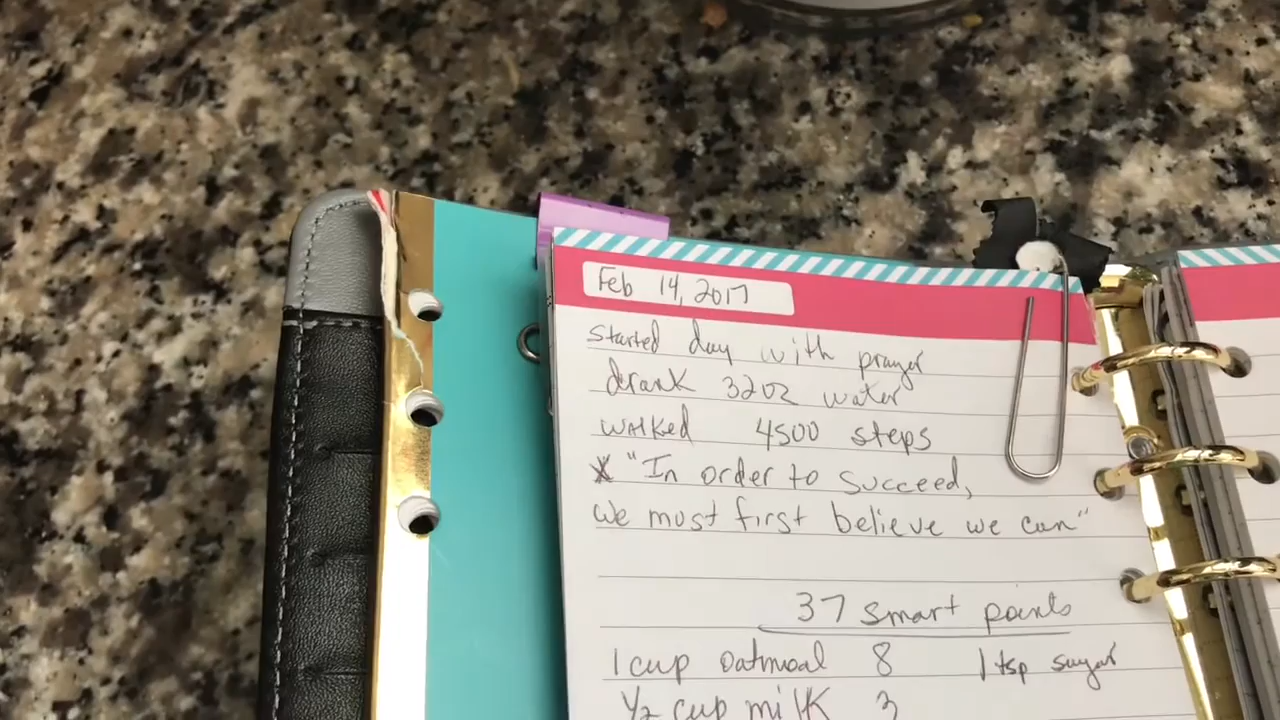 Feb 14, 2017
Started day with prayer
drank 32oz water
walked 4500 steps
* "In order to succeed,
we must first believe we can"
37 smart points
1 cup oatmeal 8 1 tsp sugar
1/2 cup milk 3